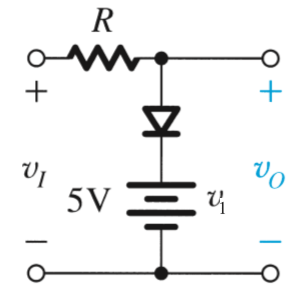 R
+ +
v_I 5V v_1 v_O
− −